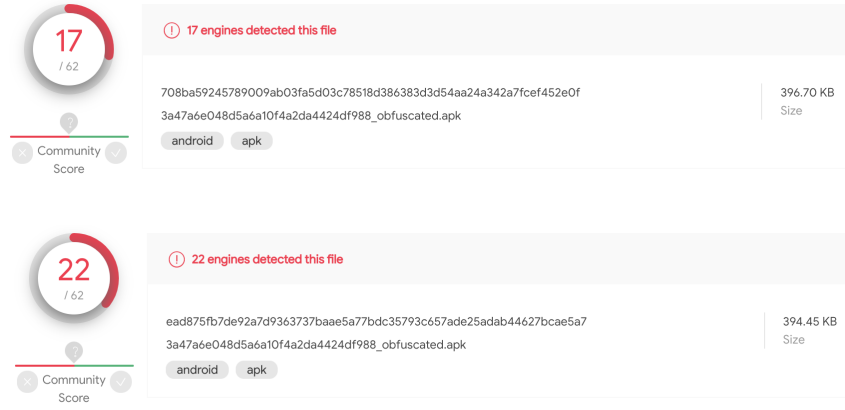 17
/ 62
17 engines detected this file
708ba59245789009ab03fa5d03c78518d386383d3d54aa24a342a7fcef452e0f
3a47a6e048d5a6a10f4a2da4424df988_obfuscated.apk
396.70 KB
Size
android apk
?
Community
Score
22
/ 62
22 engines detected this file
ead875fb7de92a7d9363737baae5a77bdc35793c657ade25adab44627bcae5a7
3a47a6e048d5a6a10f4a2da4424df988_obfuscated.apk
394.45 KB
Size
android apk
?
Community
Score